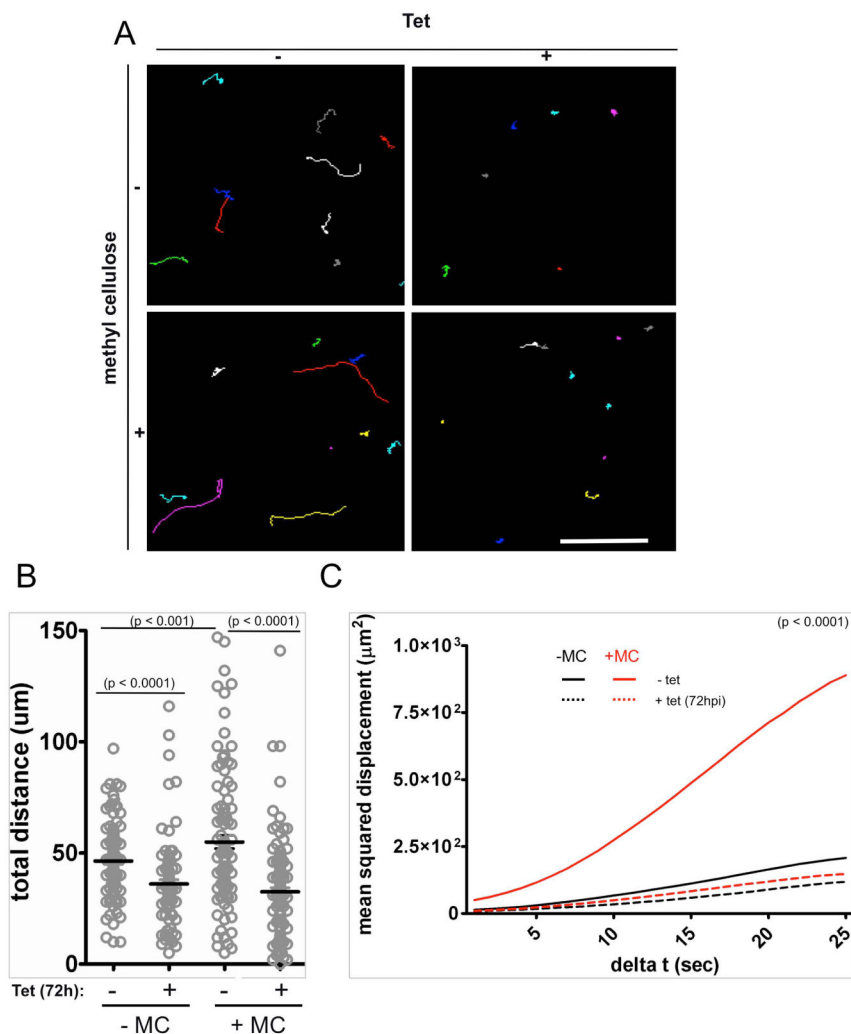 A
Tet
- +
methyl cellulose
-
+
B
(p < 0.001) (p < 0.0001)
(p < 0.0001)
total distance (um)
150
100
50
0
Tet (72h): - + - +
- MC + MC
C
(p < 0.0001)
mean squared displacement (µm²)
1.0×10³
7.5×10²
5.0×10²
2.5×10²
0
-MC +MC
- tet
+ tet (72hpi)
5 10 15 20 25
delta t (sec)